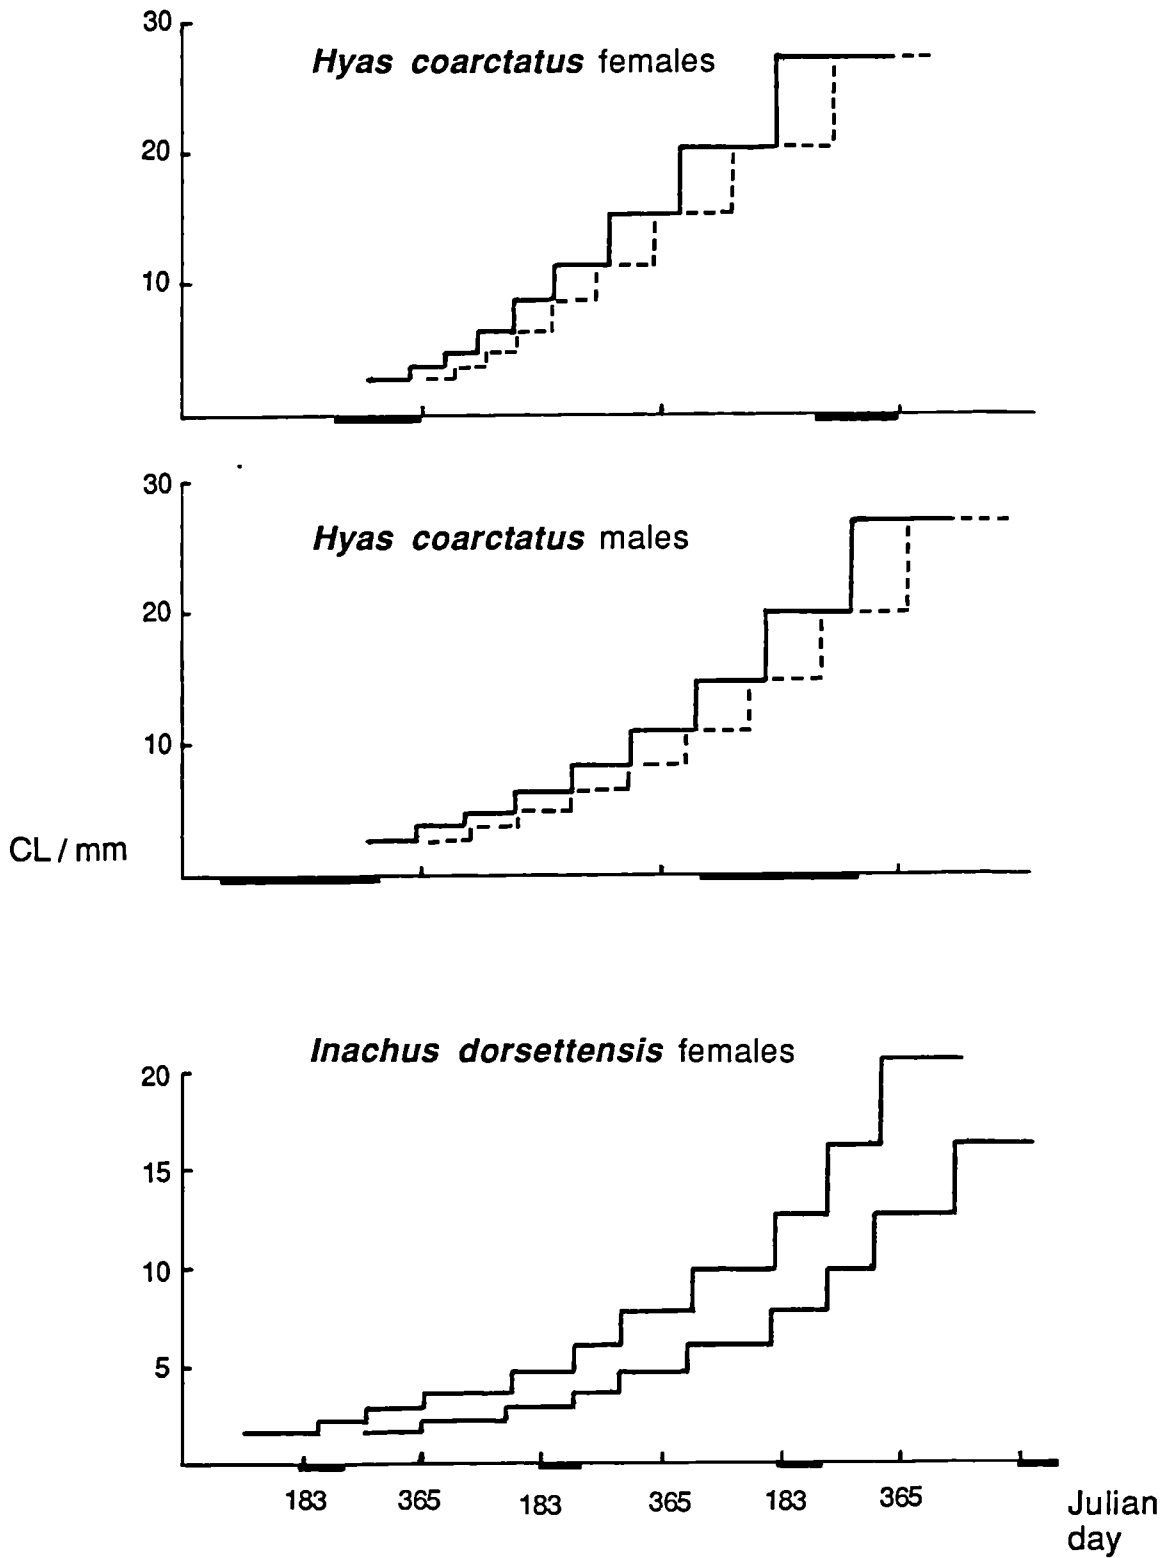 30
Hyas coarctatus females
20
10
30
Hyas coarctatus males
20
10
CL / mm
Inachus dorsettensis females
20
15
10
5
183 365 183 365 183 365 Julian
day